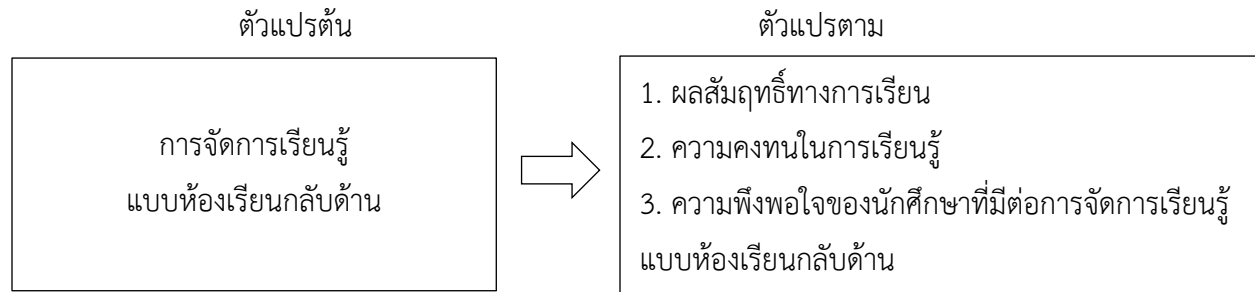 ตัวแปรต้น
การจัดการเรียนรู้
แบบห้องเรียนกลับด้าน
ตัวแปรตาม
1. ผลสัมฤทธิ์ทางการเรียน
2. ความคงทนในการเรียนรู้
3. ความพึงพอใจของนักศึกษาที่มีต่อการจัดการเรียนรู้
แบบห้องเรียนกลับด้าน